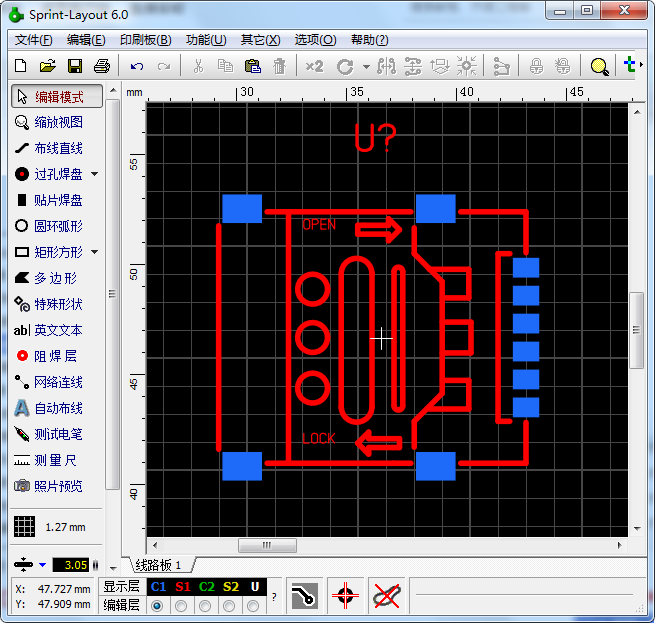 Sprint-Layout 6.0
文件(F) 编辑(E) 印刷板(B) 功能(U) 其它(X) 选项(O) 帮助(?)
×2 t
编辑模式 mm 30 35 40 45
缩放视图
布线直线
过孔焊盘
贴片焊盘
圆环弧形
矩形方形
多边形
特殊形状
ab| 英文文本
阻焊层
网络连线
自动布线
测试电笔
测量尺
照片预览
1.27 mm
3.05
U?
55
OPEN
50
45
LOCK
40
线路板 1
X: 47.727 mm 显示层 C1 S1 C2 S2 U
Y: 47.909 mm 编辑层 ?